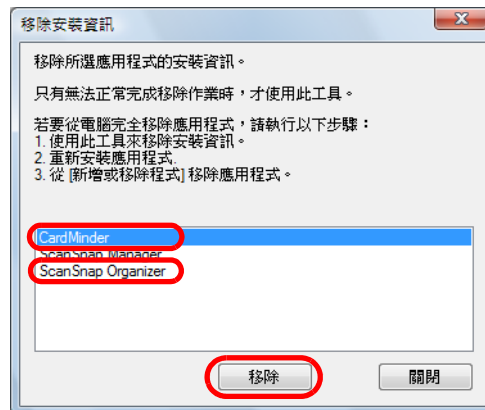 移除安裝資訊
移除所選應用程式的安裝資訊。
只有無法正常完成移除作業時，才使用此工具。
若要從電腦完全移除應用程式，請執行以下步驟：
1. 使用此工具來移除安裝資訊。
2. 重新安裝應用程式.
3. 從 [新增或移除程式] 移除應用程式。
CardMinder
ScanSnap Manager
ScanSnap Organizer
移除
關閉